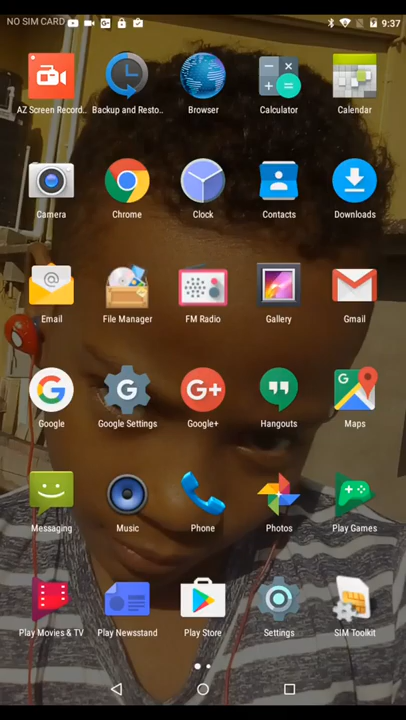 NO SIM CARD
9:37
AZ Screen Record..
Backup and Resto..
Browser
Calculator
Calendar
Camera
Chrome
Clock
Contacts
Downloads
Email
File Manager
FM Radio
Gallery
Gmail
Google
Google Settings
Google+
Hangouts
Maps
Messaging
Music
Phone
Photos
Play Games
Play Movies & TV
Play Newsstand
Play Store
Settings
SIM Toolkit